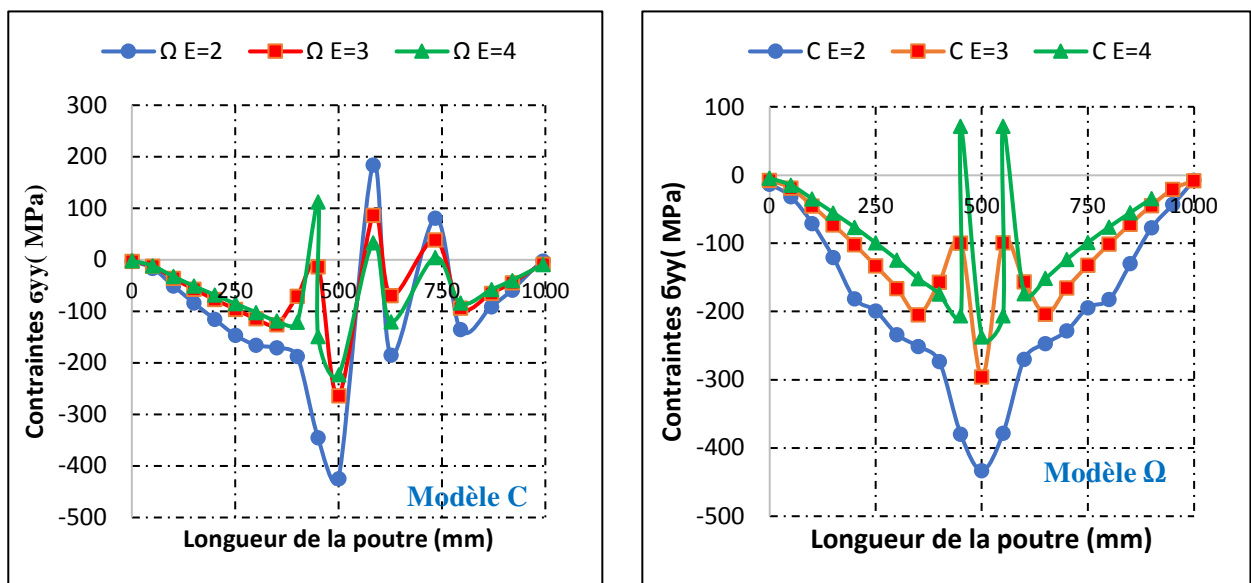 Ω E=2 Ω E=3 Ω E=4
300
200
100
0
-100
-200
-300
-400
-500
0 250 500 750 1000
Contraintes бyy( MPa)
Longueur de la poutre (mm)
Modèle C
C E=2 C E=3 C E=4
100
0
-100
-200
-300
-400
-500
0 250 500 750 1000
Contraintes бyy( MPa)
Longueur de la poutre (mm)
Modèle Ω